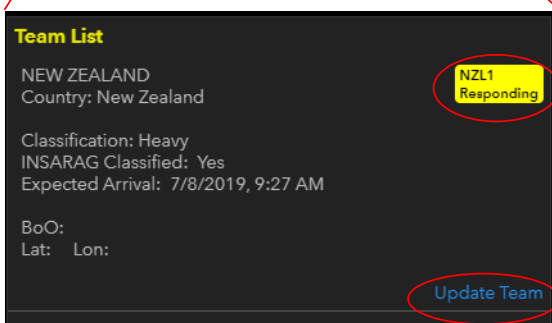 Team List
NEW ZEALAND
NZL1
Responding
Country: New Zealand
Classification: Heavy
INSARAG Classified: Yes
Expected Arrival: 7/8/2019, 9:27 AM
BoO:
Lat: Lon:
Update Team